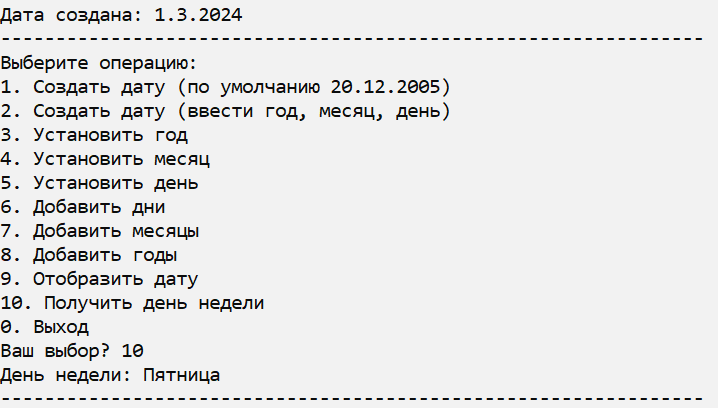 Дата создана: 1.3.2024
----------------------------------------------------------------
Выберите операцию:
1. Создать дату (по умолчанию 20.12.2005)
2. Создать дату (ввести год, месяц, день)
3. Установить год
4. Установить месяц
5. Установить день
6. Добавить дни
7. Добавить месяцы
8. Добавить годы
9. Отобразить дату
10. Получить день недели
0. Выход
Ваш выбор? 10
День недели: Пятница
----------------------------------------------------------------